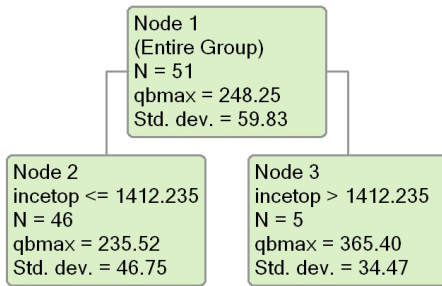 Node 1
(Entire Group)
N = 51
qbmax = 248.25
Std. dev. = 59.83
Node 2
incetop <= 1412.235
N = 46
qbmax = 235.52
Std. dev. = 46.75
Node 3
incetop > 1412.235
N = 5
qbmax = 365.40
Std. dev. = 34.47